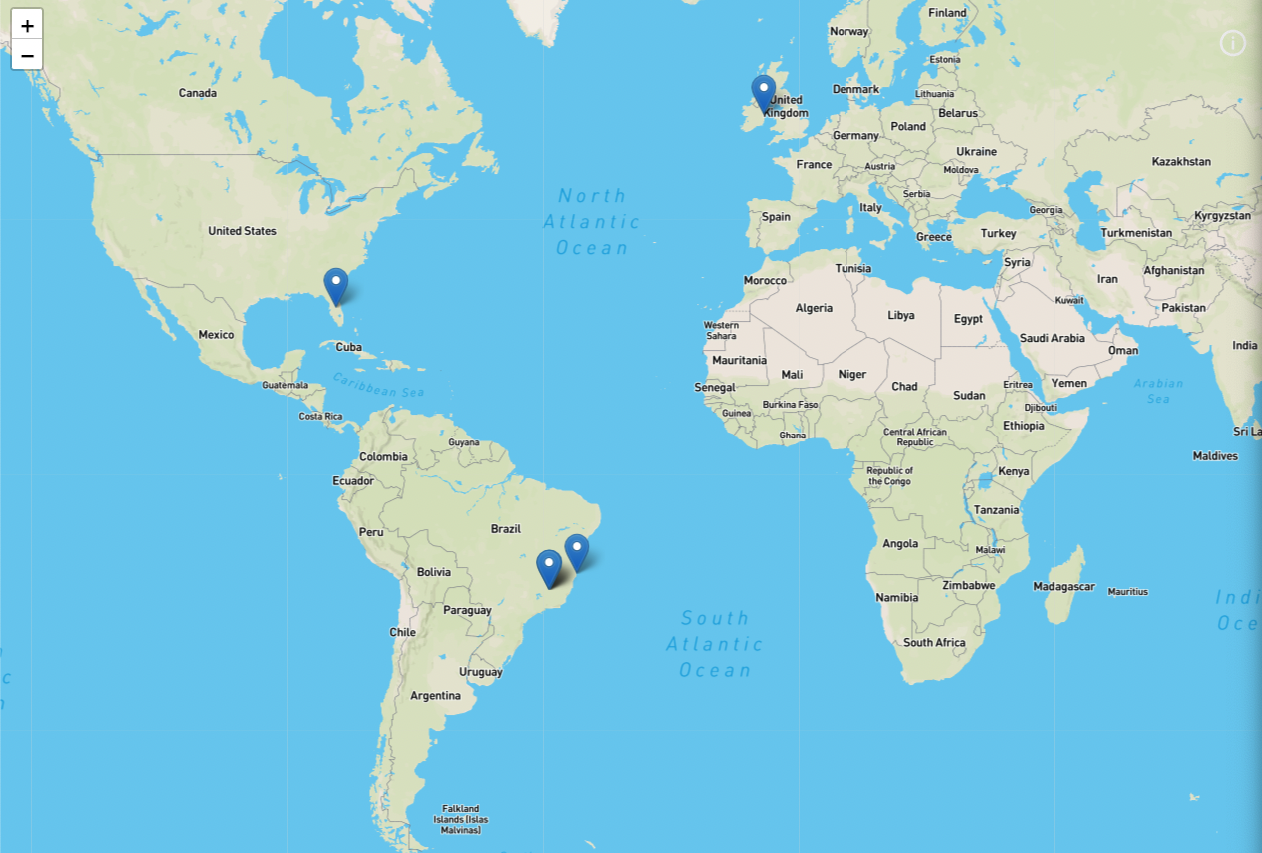 +
−
i
Canada
United States
Mexico
Cuba
Guatemala
Caribbean Sea
Costa Rica
Guyana
Colombia
Ecuador
Peru
Brazil
Bolivia
Paraguay
Chile
Uruguay
Argentina
Falkland
Islands (Islas
Malvinas)
North
Atlantic
Ocean
South
Atlantic
Ocean
Finland
Norway
Estonia
Denmark
Lithuania
United
Kingdom
Belarus
Poland
Germany
Ukraine
France
Austria
Moldova
Kazakhstan
Serbia
Italy
Spain
Georgia
Kyrgyzstan
Greece
Turkey
Turkmenistan
Syria
Tunisia
Afghanistan
Morocco
Iran
Kuwait
Pakistan
Algeria
Libya
Egypt
Western
Sahara
Saudi Arabia
India
Oman
Mauritania
Mali
Niger
Chad
Senegal
Eritrea
Yemen
Arabian
Sea
Sudan
Burkina Faso
Djibouti
Guinea
Ethiopia
Ghana
Central African
Republic
Sri La
Maldives
Republic of
the Congo
Kenya
Tanzania
Angola
Malawi
Zimbabwe
Madagascar
Mauritius
Namibia
Indi
Oce
South Africa
c